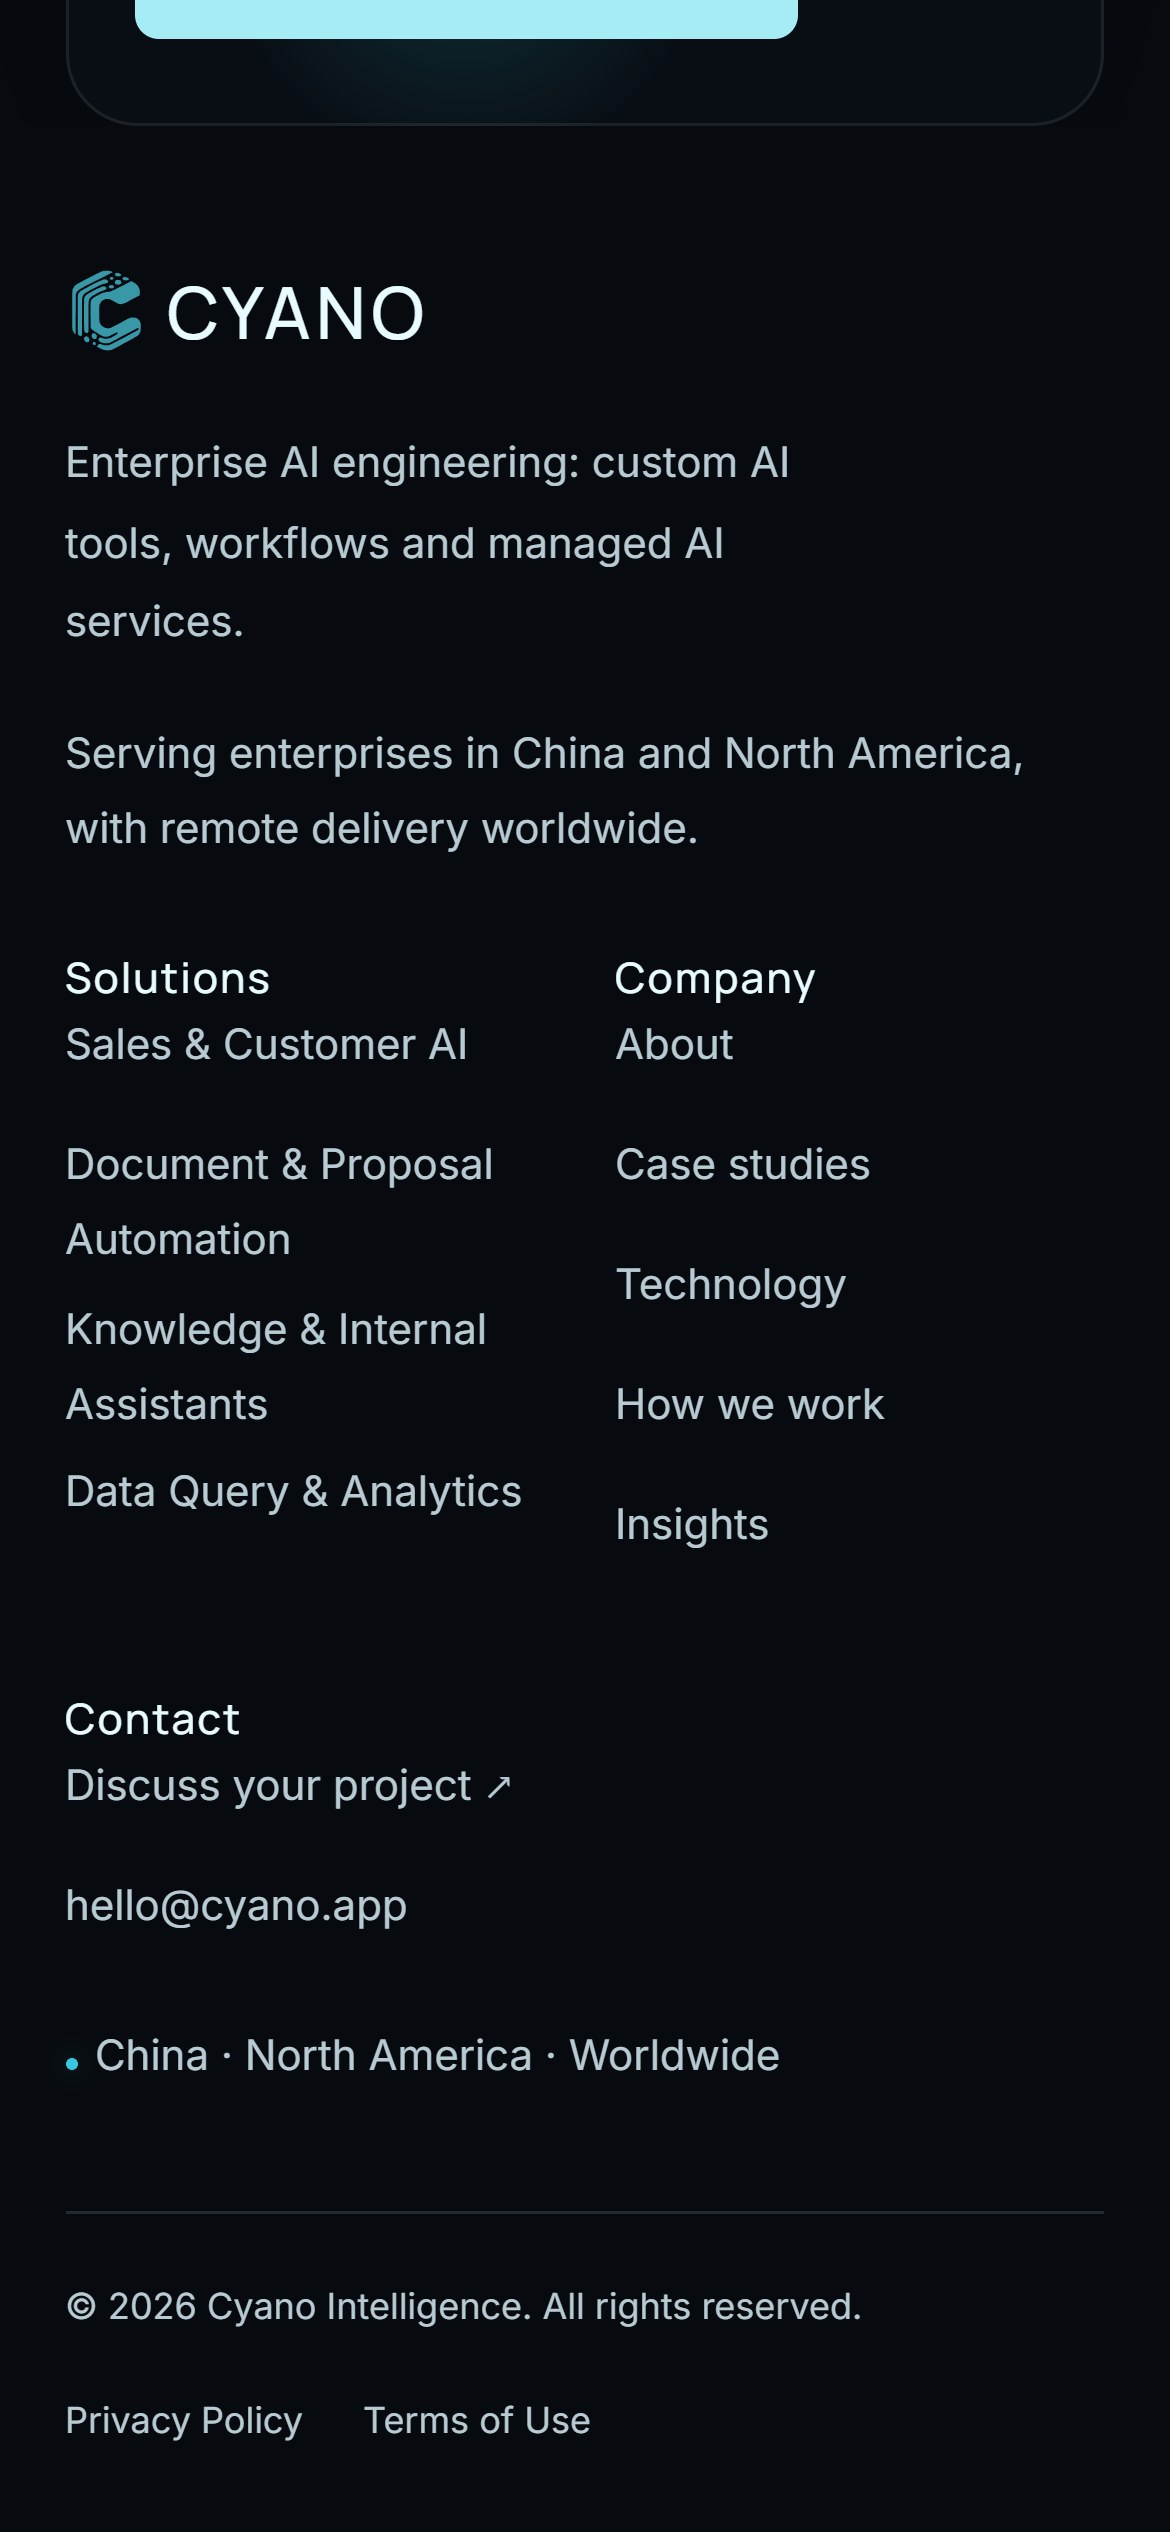 CYANO
Enterprise AI engineering: custom AI
tools, workflows and managed AI
services.
Serving enterprises in China and North America,
with remote delivery worldwide.
Solutions
Sales & Customer AI
Document & Proposal
Automation
Knowledge & Internal
Assistants
Data Query & Analytics
Company
About
Case studies
Technology
How we work
Insights
Contact
Discuss your project ↗
hello@cyano.app
China · North America · Worldwide
© 2026 Cyano Intelligence. All rights reserved.
Privacy Policy Terms of Use